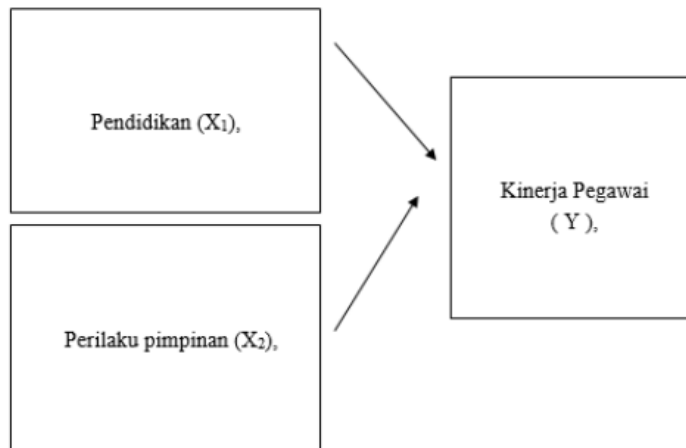 Pendidikan (X₁),
Kinerja Pegawai
( Y ),
Perilaku pimpinan (X₂),